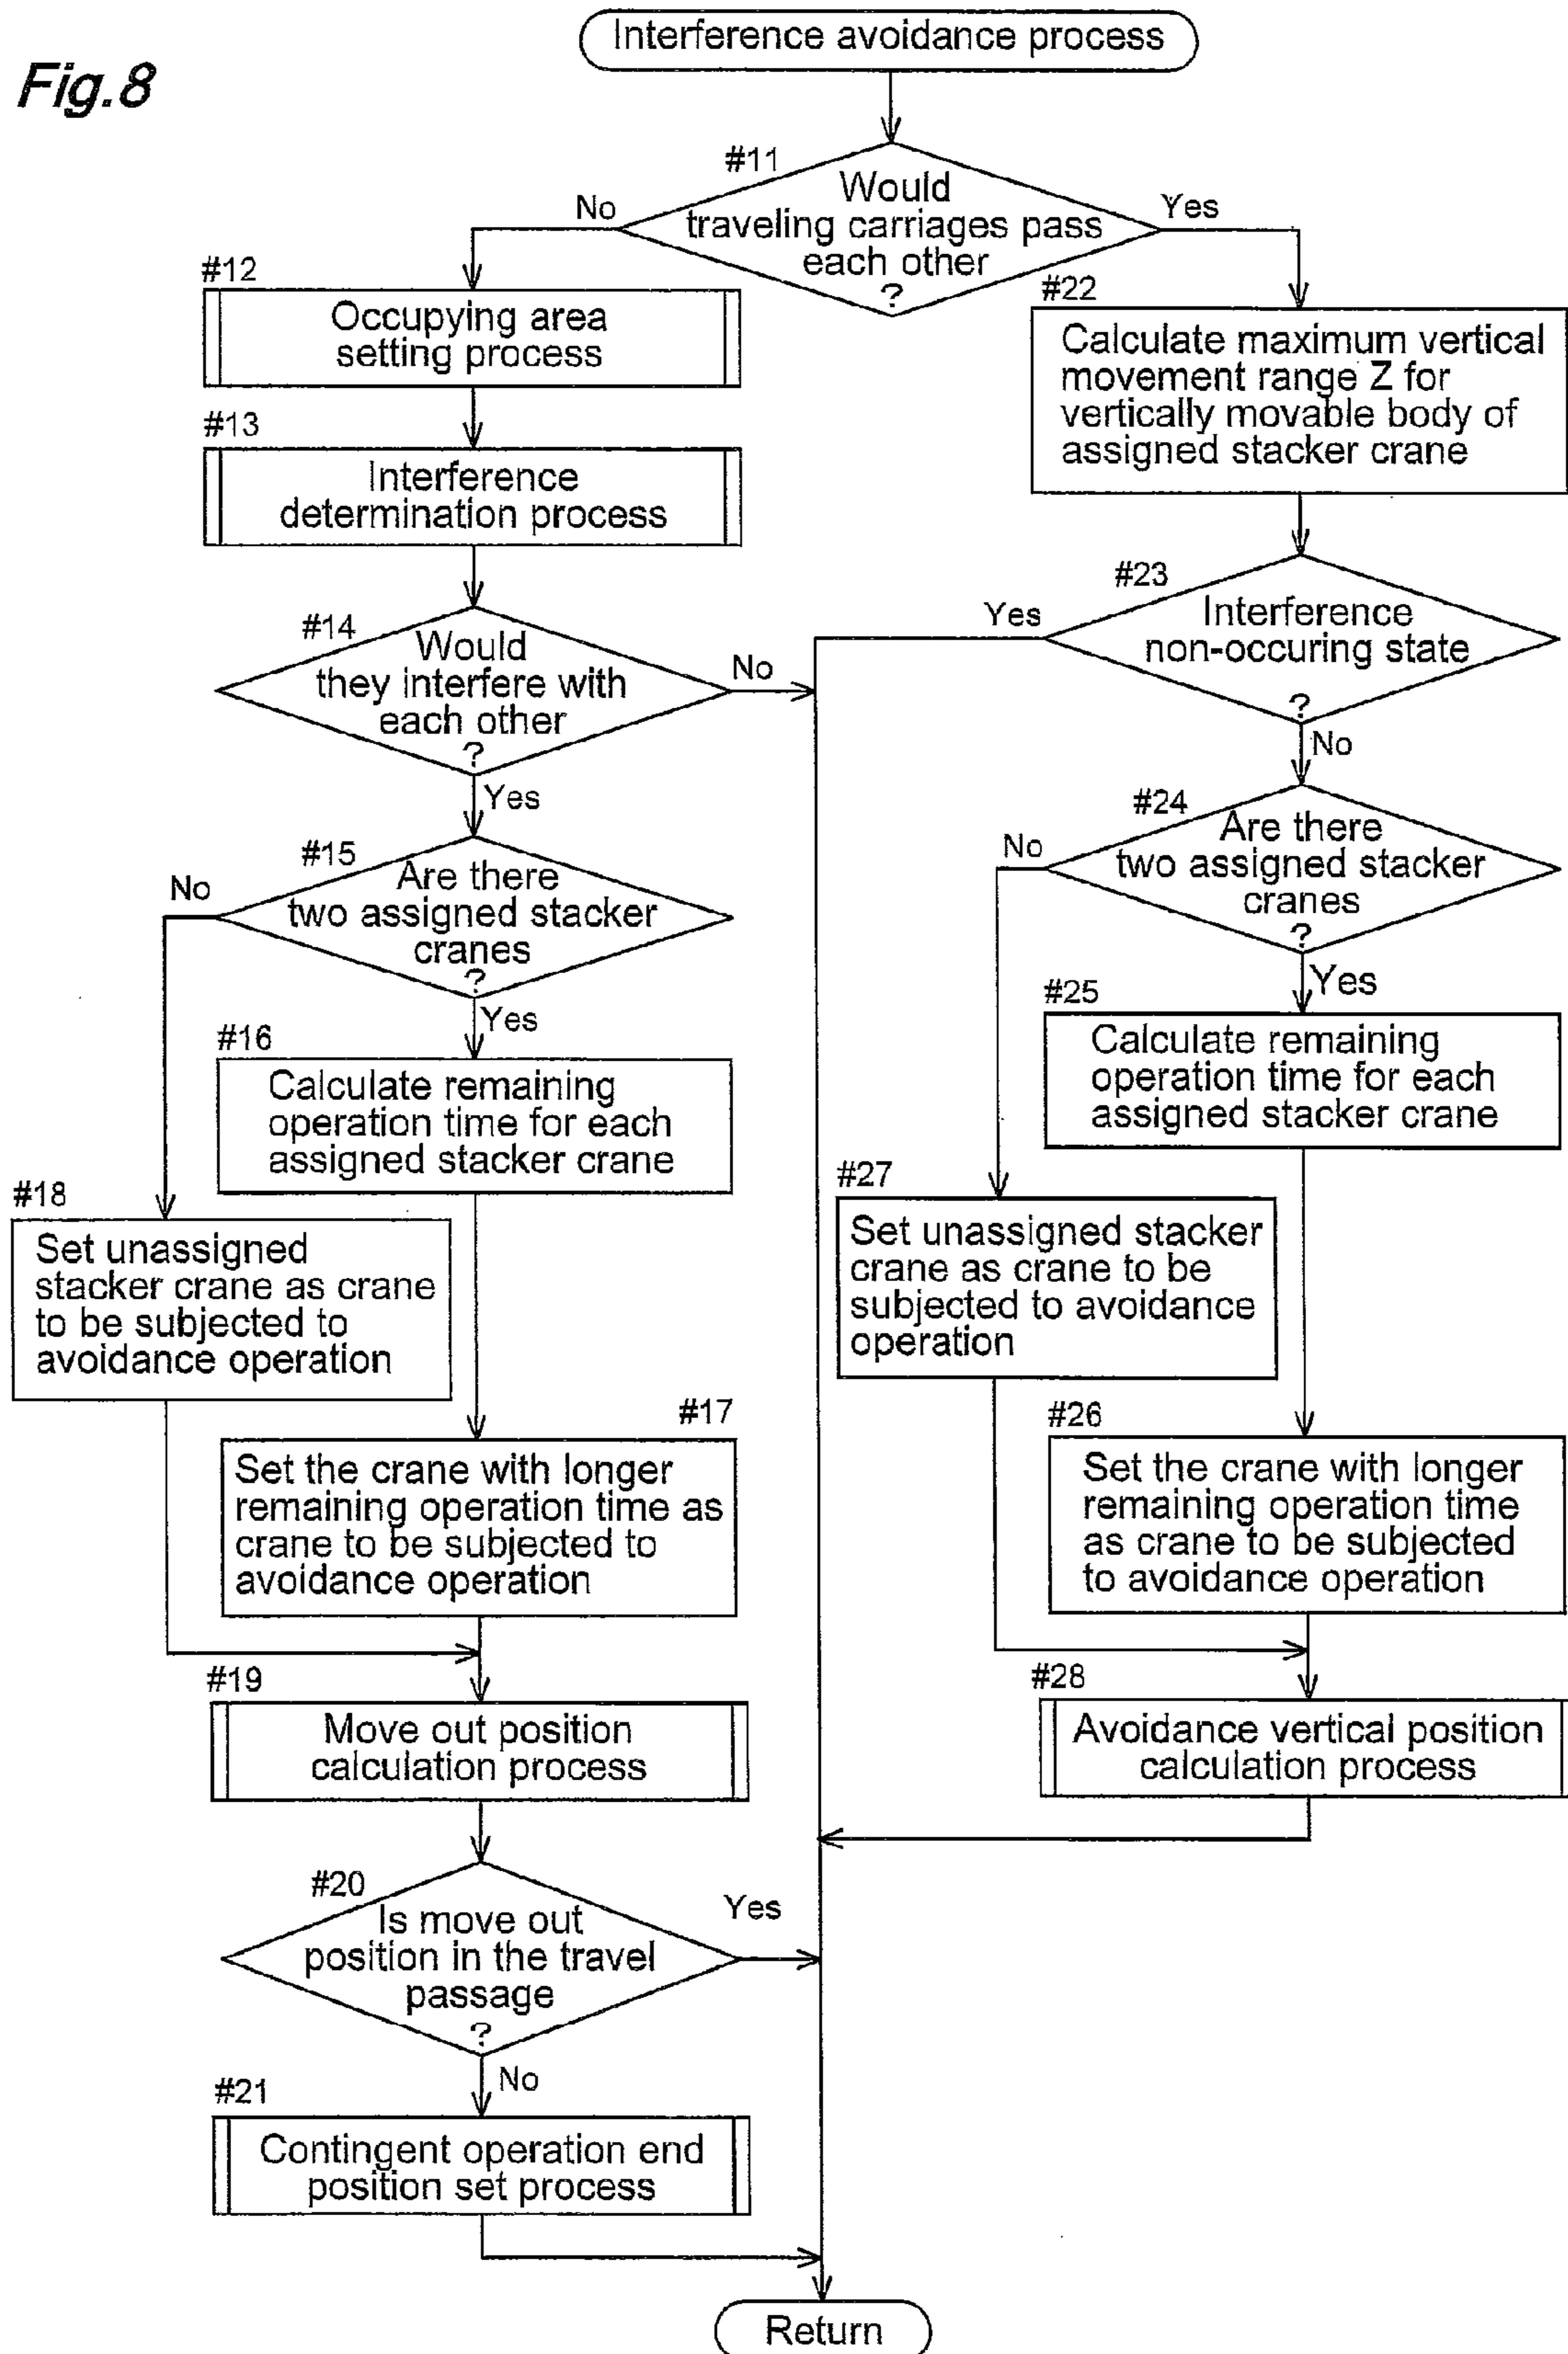 Fig.8
Interference avoidance process
#11
Would
traveling carriages pass
each other
?
No
Yes
#12
Occupying area
setting process
#13
Interference
determination process
#14
Would
they interfere with
each other
?
No
Yes
#15
Are there
two assigned stacker
cranes
?
No
Yes
#16
Calculate remaining
operation time for each
assigned stacker crane
#18
Set unassigned
stacker crane as crane
to be subjected to
avoidance operation
#17
Set the crane with longer
remaining operation time as
crane to be subjected to
avoidance operation
#19
Move out position
calculation process
#20
Is move out
position in the travel
passage
?
Yes
No
#21
Contingent operation end
position set process
#22
Calculate maximum vertical
movement range Z for
vertically movable body of
assigned stacker crane
#23
Interference
non-occuring state
?
Yes
No
#24
Are there
two assigned stacker
cranes
?
No
Yes
#25
Calculate remaining
operation time for each
assigned stacker crane
#27
Set unassigned stacker
crane as crane to be
subjected to avoidance
operation
#26
Set the crane with longer
remaining operation time
as crane to be subjected
to avoidance operation
#28
Avoidance vertical position
calculation process
Return